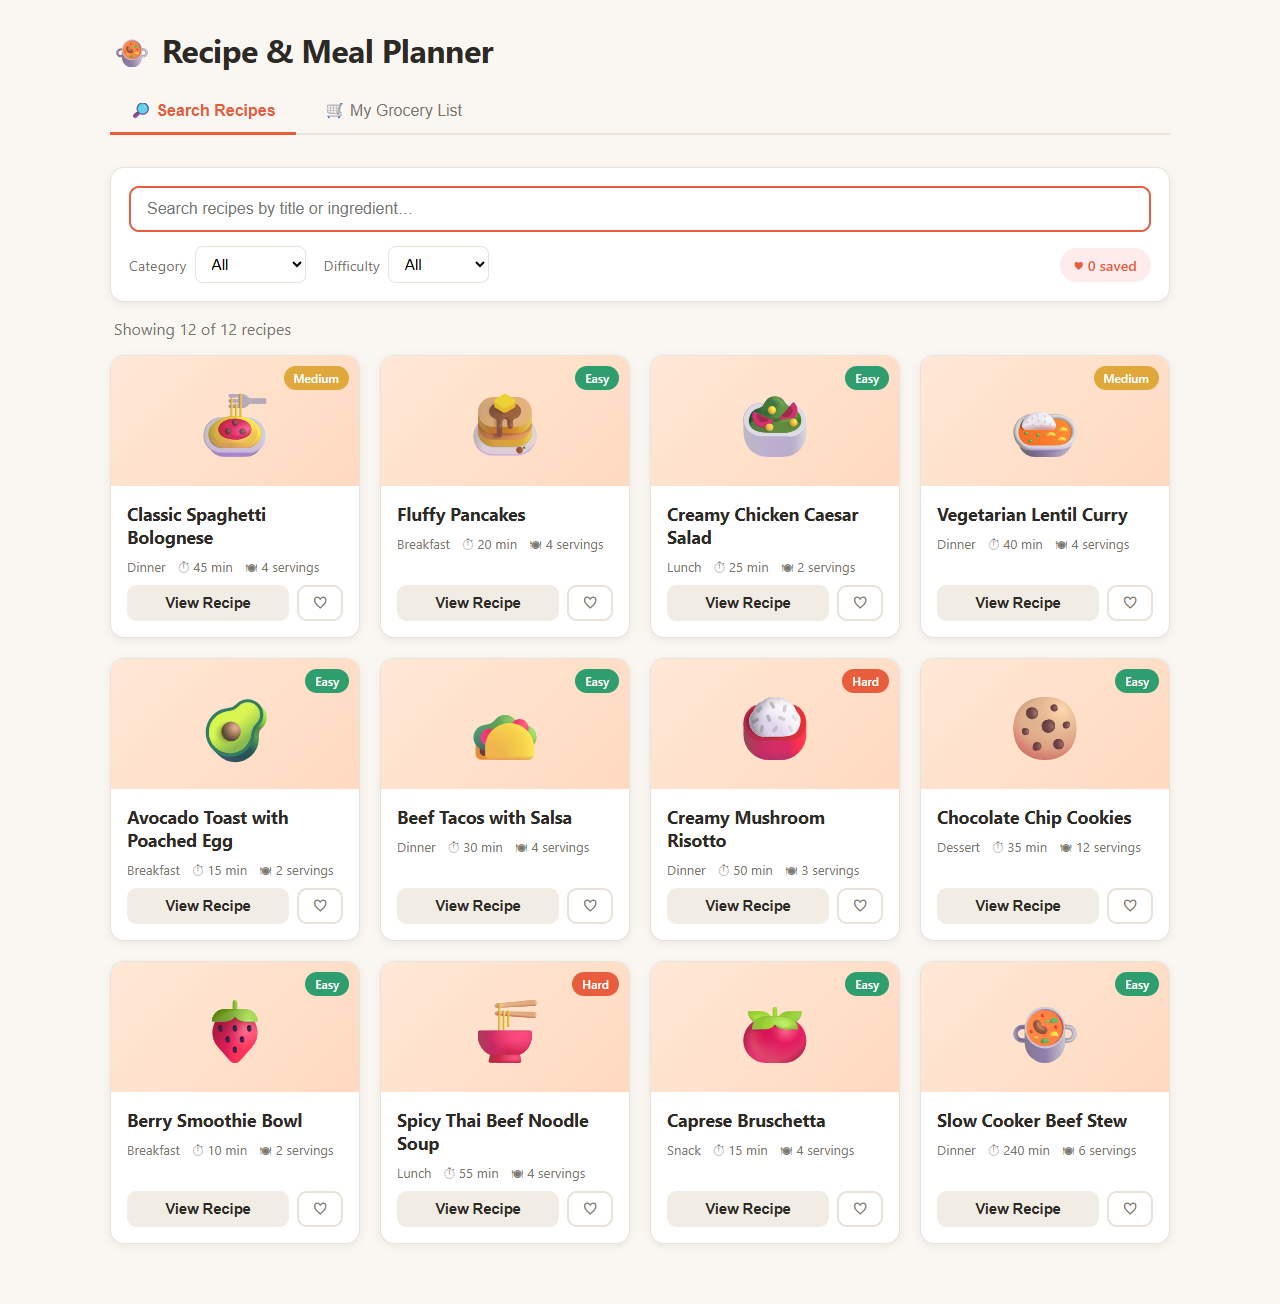 Recipe & Meal Planner
Search Recipes
My Grocery List
Search recipes by title or ingredient...
Category
All
Difficulty
All
0 saved
Showing 12 of 12 recipes
Medium
Classic Spaghetti
Bolognese
Dinner 45 min 4 servings
View Recipe
Easy
Fluffy Pancakes
Breakfast 20 min 4 servings
View Recipe
Easy
Creamy Chicken Caesar
Salad
Lunch 25 min 2 servings
View Recipe
Medium
Vegetarian Lentil Curry
Dinner 40 min 4 servings
View Recipe
Easy
Avocado Toast with
Poached Egg
Breakfast 15 min 2 servings
View Recipe
Easy
Beef Tacos with Salsa
Dinner 30 min 4 servings
View Recipe
Hard
Creamy Mushroom
Risotto
Dinner 50 min 3 servings
View Recipe
Easy
Chocolate Chip Cookies
Dessert 35 min 12 servings
View Recipe
Easy
Berry Smoothie Bowl
Breakfast 10 min 2 servings
View Recipe
Hard
Spicy Thai Beef Noodle
Soup
Lunch 55 min 4 servings
View Recipe
Easy
Caprese Bruschetta
Snack 15 min 4 servings
View Recipe
Easy
Slow Cooker Beef Stew
Dinner 240 min 6 servings
View Recipe